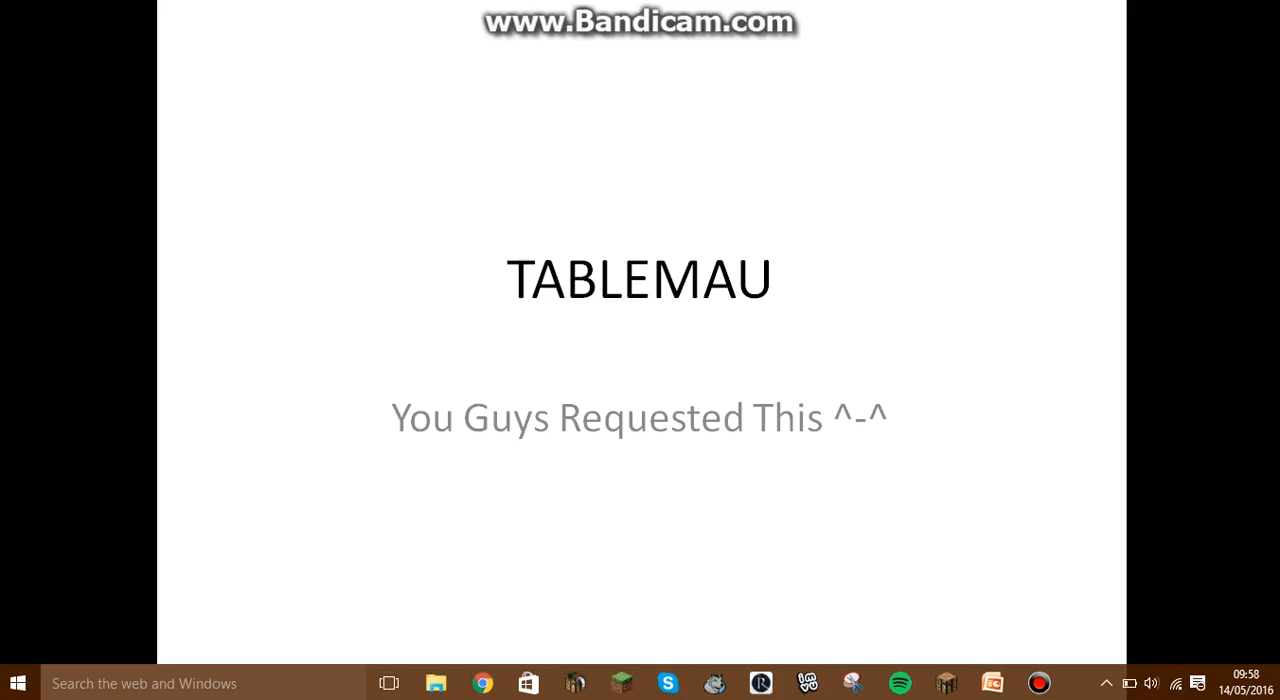 www.Bandicam.com
TABLEMAU
You Guys Requested This ^-^
Search the web and Windows
09:58
14/05/2016